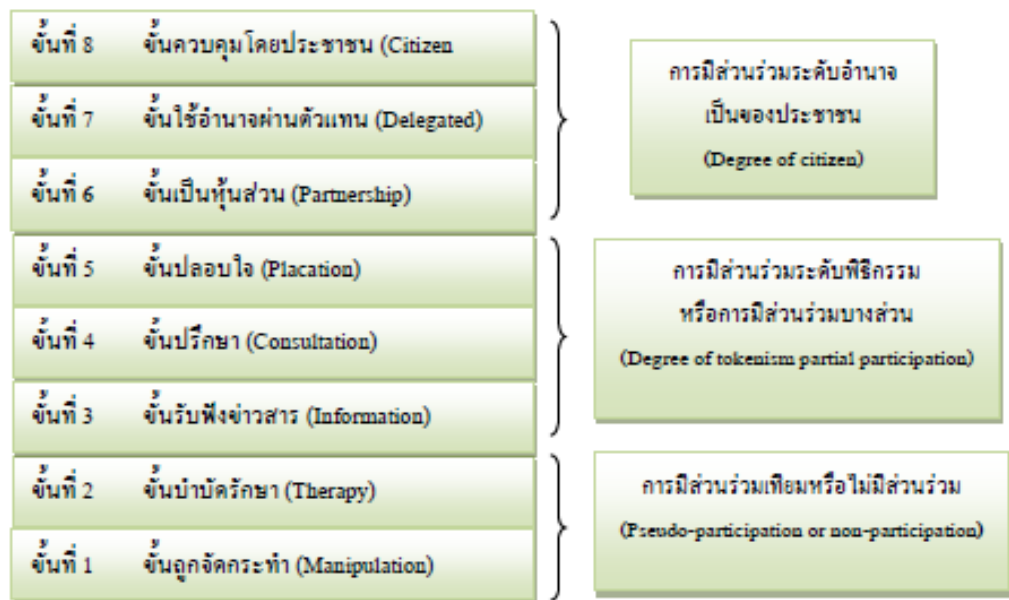 ขั้นที่ 8 ขั้นควบคุมโดยประชาชน (Citizen
ขั้นที่ 7 ขั้นใช้อำนาจผ่านตัวแทน (Delegated)
ขั้นที่ 6 ขั้นเป็นหุ้นส่วน (Partnership)
การมีส่วนร่วมระดับอำนาจ
เป็นของประชาชน
(Degree of citizen)
ขั้นที่ 5 ขั้นปลอบใจ (Placation)
ขั้นที่ 4 ขั้นปรึกษา (Consultation)
ขั้นที่ 3 ขั้นรับฟังข่าวสาร (Information)
การมีส่วนร่วมระดับพิธีกรรม
หรือการมีส่วนร่วมบางส่วน
(Degree of tokenism partial participation)
ขั้นที่ 2 ขั้นบำบัดรักษา (Therapy)
ขั้นที่ 1 ขั้นถูกจัดกระทำ (Manipulation)
การมีส่วนร่วมเทียมหรือไม่มีส่วนร่วม
(Pseudo-participation or non-participation)